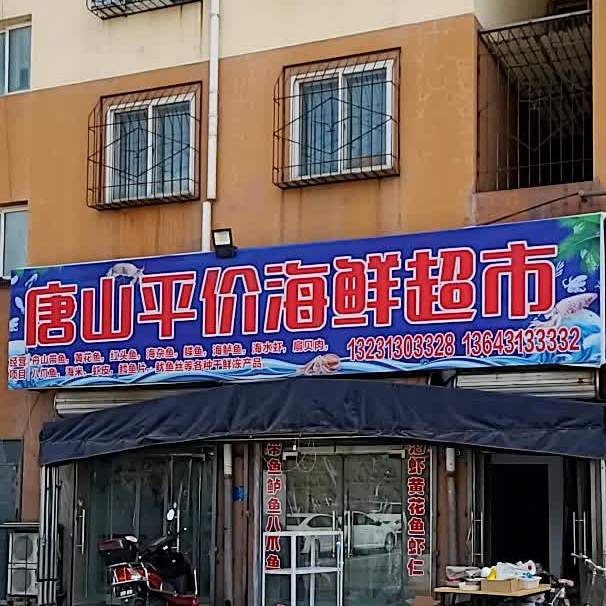 唐山平价海鲜超市
经营 舟山带鱼，黄花鱼，红头鱼，海杂鱼，鲽鱼，海鲈鱼，海水虾，扇贝肉，
项目 八爪鱼，海米，虾皮，鳕鱼片，鱿鱼丝等各种干鲜冻产品
13231303328 13643133332
带鱼鲈鱼八爪鱼
虾黄花鱼虾仁